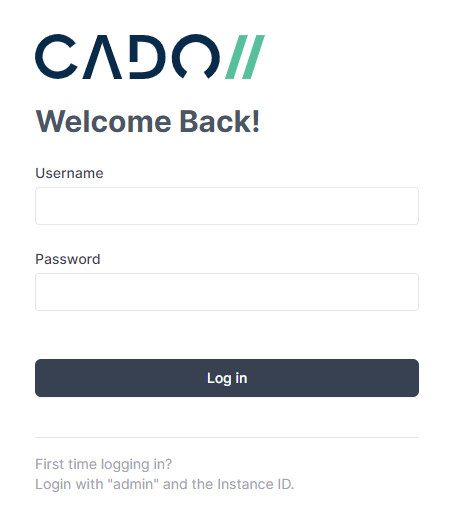 CADO//
Welcome Back!
Username
Password
Log in
First time logging in?
Login with "admin" and the Instance ID.